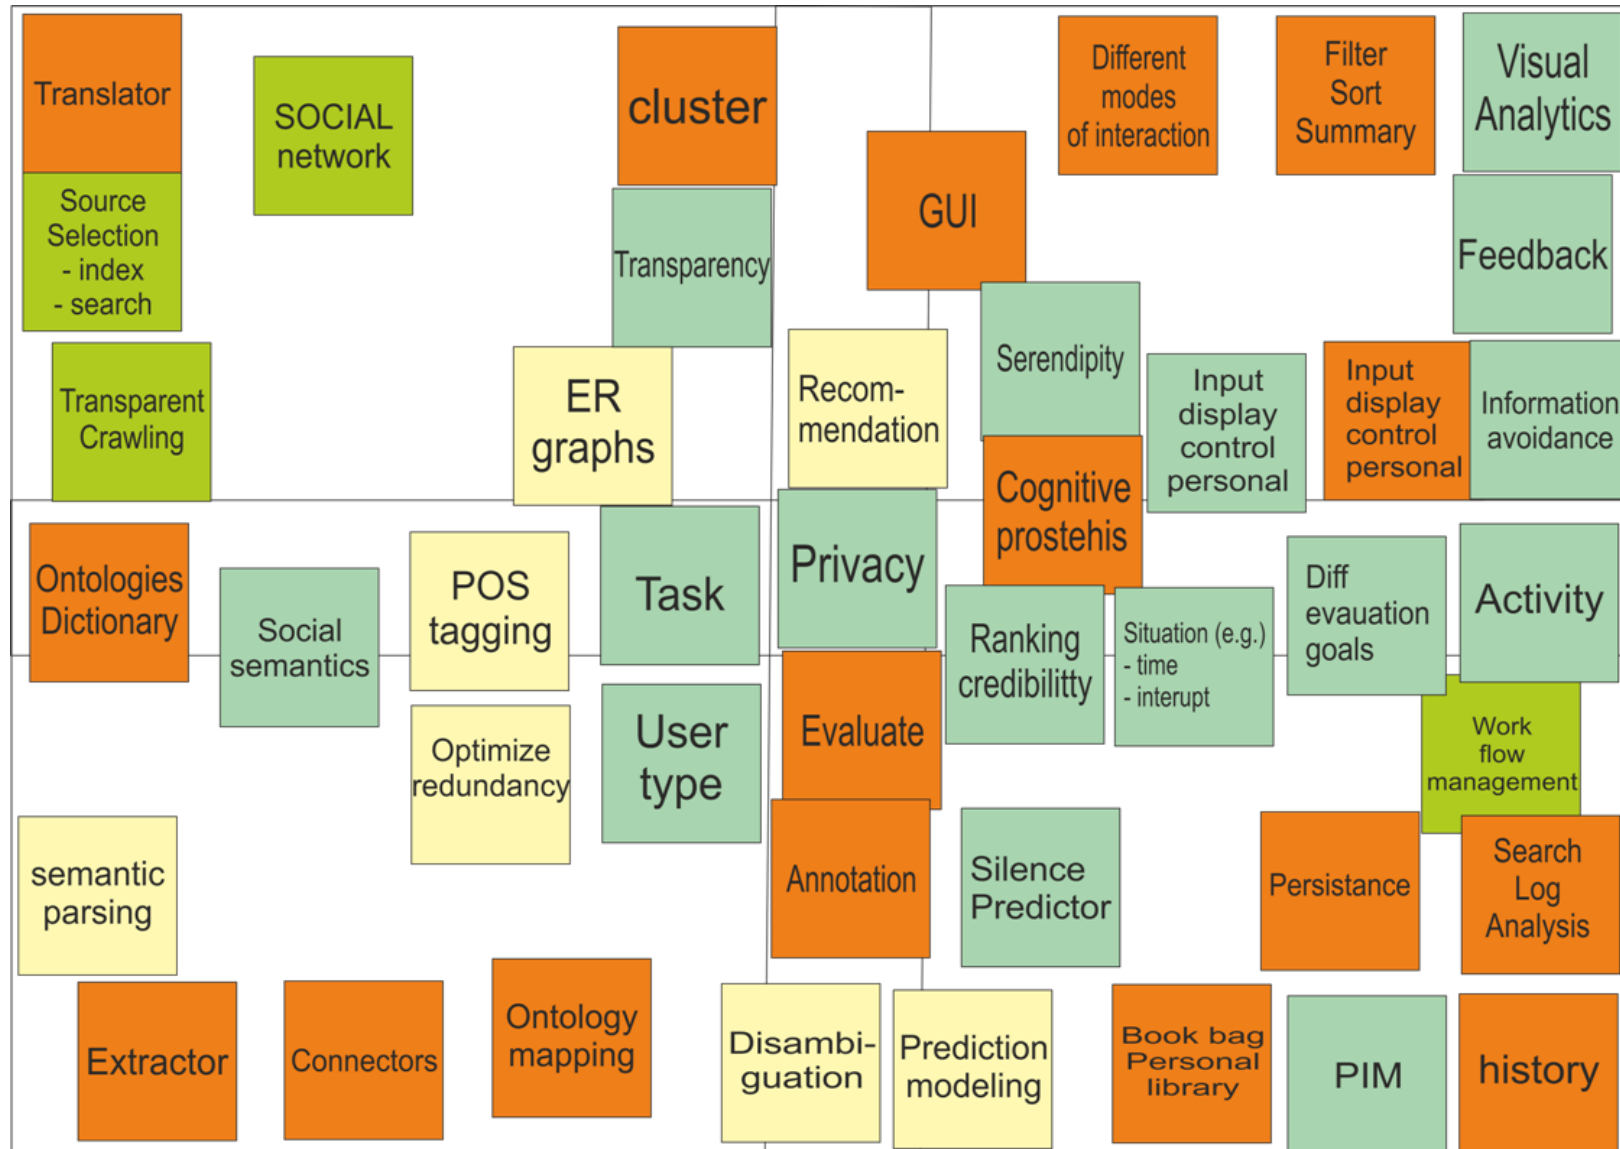 Translator
SOCIAL
network
cluster
Different
modes
of interaction
Filter
Sort
Summary
Visual
Analytics
Source
Selection
- index
- search
Transparency
GUI
Feedback
Transparent
Crawling
ER
graphs
Recom-
mendation
Serendipity
Input
display
control
personal
Input
display
control
personal
Information
avoidance
Cognitive
prostehis
Ontologies
Dictionary
Social
semantics
POS
tagging
Task
Privacy
Ranking
credibilitty
Situation (e.g.)
- time
- interupt
Diff
evauation
goals
Activity
Optimize
redundancy
User
type
Evaluate
Work
flow
management
semantic
parsing
Annotation
Silence
Predictor
Persistance
Search
Log
Analysis
Extractor
Connectors
Ontology
mapping
Disambi-
guation
Prediction
modeling
Book bag
Personal
library
PIM
history